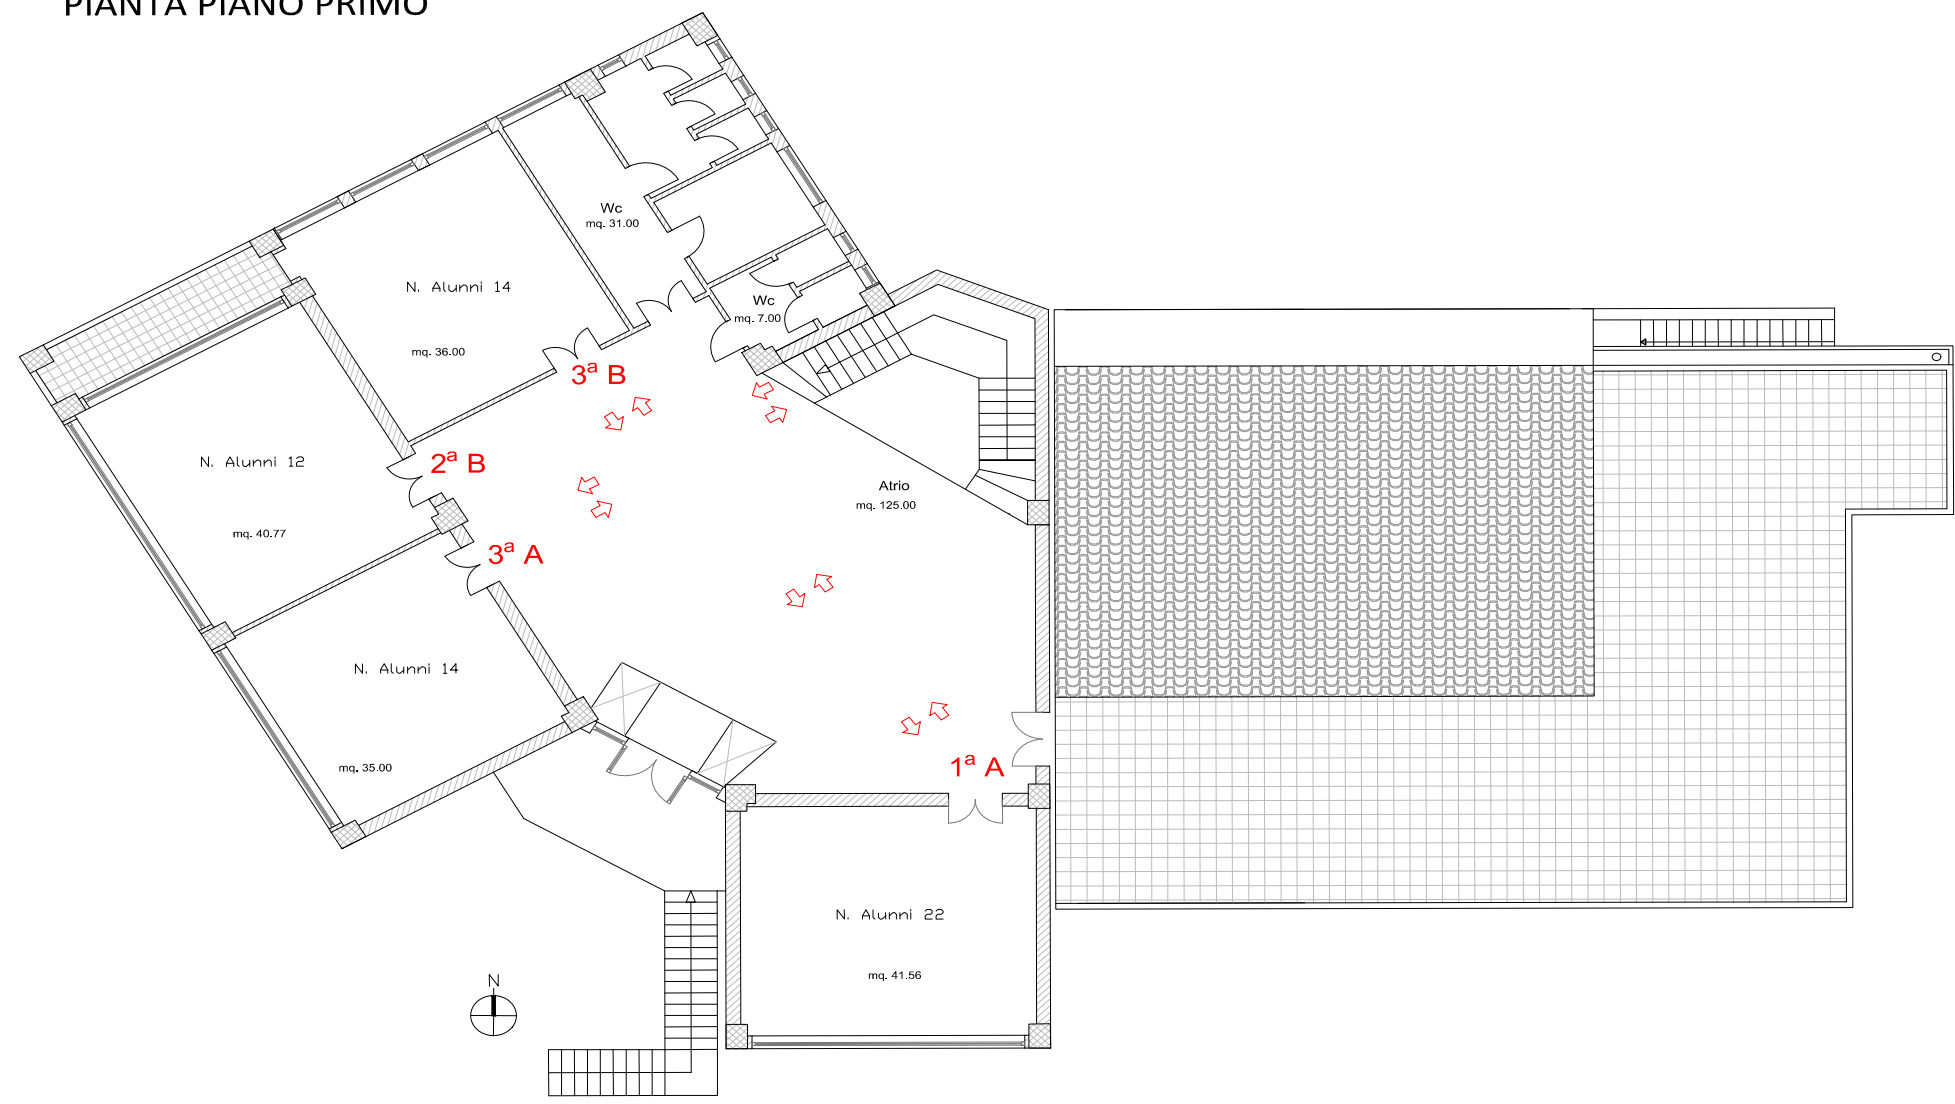 PIANTA PIANO PRIMO
Wc
mq. 31.00
N. Alunni 14
mq. 36.00
Wc
mq. 7.00
3ª B
N. Alunni 12
mq. 40.77
2ª B
Atrio
mq. 125.00
3ª A
N. Alunni 14
mq. 35.00
1ª A
N. Alunni 22
mq. 41.56
N